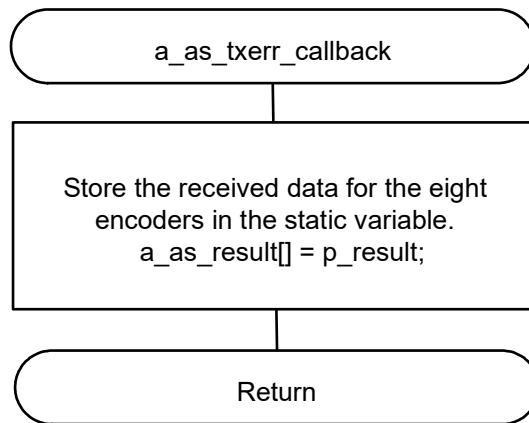 a_as_txerr_callback
Store the received data for the eight
encoders in the static variable.
a_as_result[] = p_result;
Return